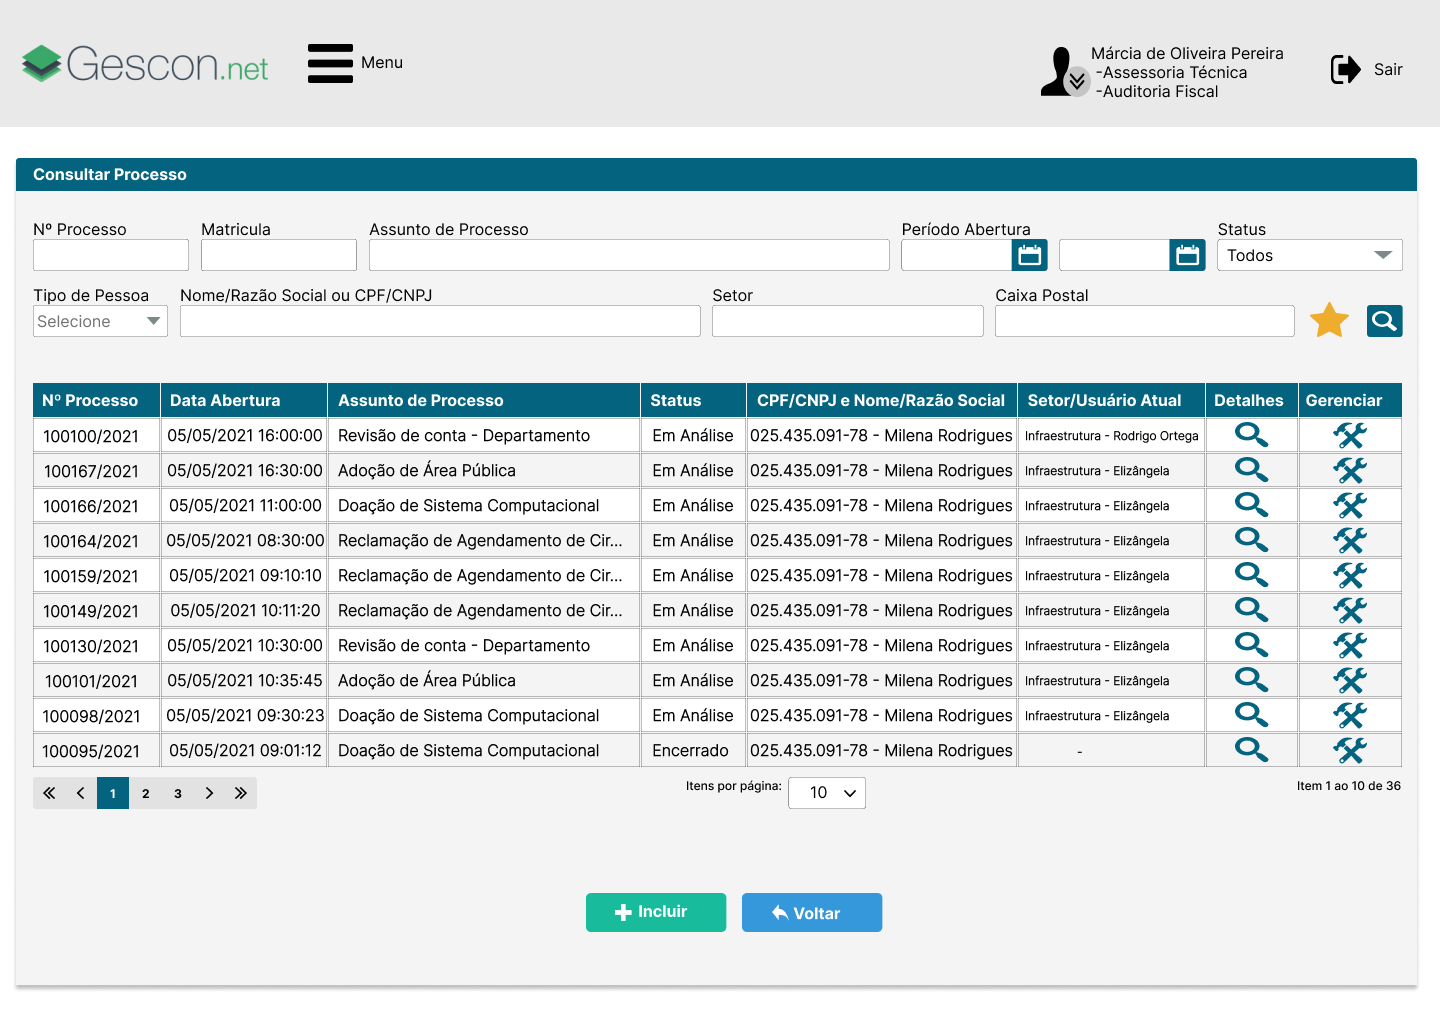 Gescon.net
Menu
Márcia de Oliveira Pereira
-Assessoria Técnica
-Auditoria Fiscal
Sair
Consultar Processo
Nº Processo Matricula Assunto de Processo Período Abertura Status
Todos
Tipo de Pessoa Nome/Razão Social ou CPF/CNPJ Setor Caixa Postal
Selecione
Nº Processo Data Abertura Assunto de Processo Status CPF/CNPJ e Nome/Razão Social Setor/Usuário Atual Detalhes Gerenciar
100100/2021 05/05/2021 16:00:00 Revisão de conta - Departamento Em Análise 025.435.091-78 - Milena Rodrigues Infraestrutura - Rodrigo Ortega
100167/2021 05/05/2021 16:30:00 Adoção de Área Pública Em Análise 025.435.091-78 - Milena Rodrigues Infraestrutura - Elizângela
100166/2021 05/05/2021 11:00:00 Doação de Sistema Computacional Em Análise 025.435.091-78 - Milena Rodrigues Infraestrutura - Elizângela
100164/2021 05/05/2021 08:30:00 Reclamação de Agendamento de Cir... Em Análise 025.435.091-78 - Milena Rodrigues Infraestrutura - Elizângela
100159/2021 05/05/2021 09:10:10 Reclamação de Agendamento de Cir... Em Análise 025.435.091-78 - Milena Rodrigues Infraestrutura - Elizângela
100149/2021 05/05/2021 10:11:20 Reclamação de Agendamento de Cir... Em Análise 025.435.091-78 - Milena Rodrigues Infraestrutura - Elizângela
100130/2021 05/05/2021 10:30:00 Revisão de conta - Departamento Em Análise 025.435.091-78 - Milena Rodrigues Infraestrutura - Elizângela
100101/2021 05/05/2021 10:35:45 Adoção de Área Pública Em Análise 025.435.091-78 - Milena Rodrigues Infraestrutura - Elizângela
100098/2021 05/05/2021 09:30:23 Doação de Sistema Computacional Em Análise 025.435.091-78 - Milena Rodrigues Infraestrutura - Elizângela
100095/2021 05/05/2021 09:01:12 Doação de Sistema Computacional Encerrado 025.435.091-78 - Milena Rodrigues -
1 2 3 Itens por página: 10 Item 1 ao 10 de 36
Incluir Voltar